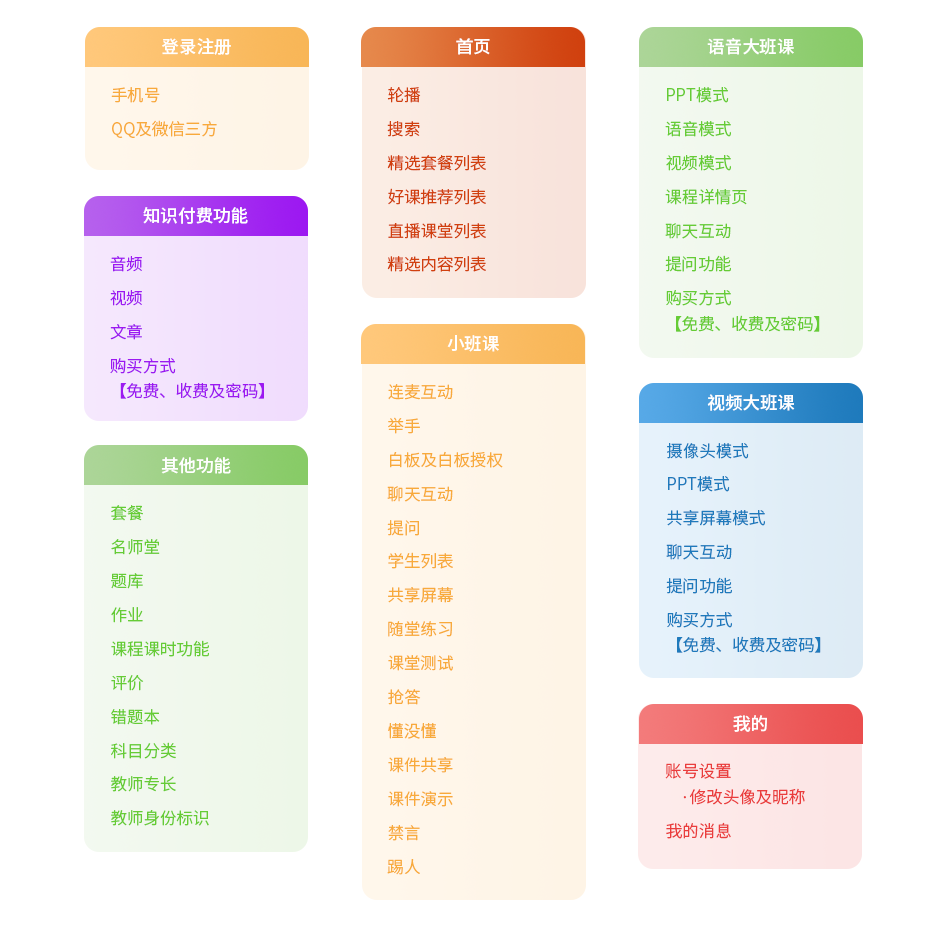 登录注册
手机号
QQ及微信三方
知识付费功能
音频
视频
文章
购买方式
【免费、收费及密码】
其他功能
套餐
名师堂
题库
作业
课程课时功能
评价
错题本
科目分类
教师专长
教师身份标识
首页
轮播
搜索
精选套餐列表
好课推荐列表
直播课堂列表
精选内容列表
小班课
连麦互动
举手
白板及白板授权
聊天互动
提问
学生列表
共享屏幕
随堂练习
课堂测试
抢答
懂没懂
课件共享
课件演示
禁言
踢人
语音大班课
PPT模式
语音模式
视频模式
课程详情页
聊天互动
提问功能
购买方式
【免费、收费及密码】
视频大班课
摄像头模式
PPT模式
共享屏幕模式
聊天互动
提问功能
购买方式
【免费、收费及密码】
我的
账号设置
·修改头像及昵称
我的消息